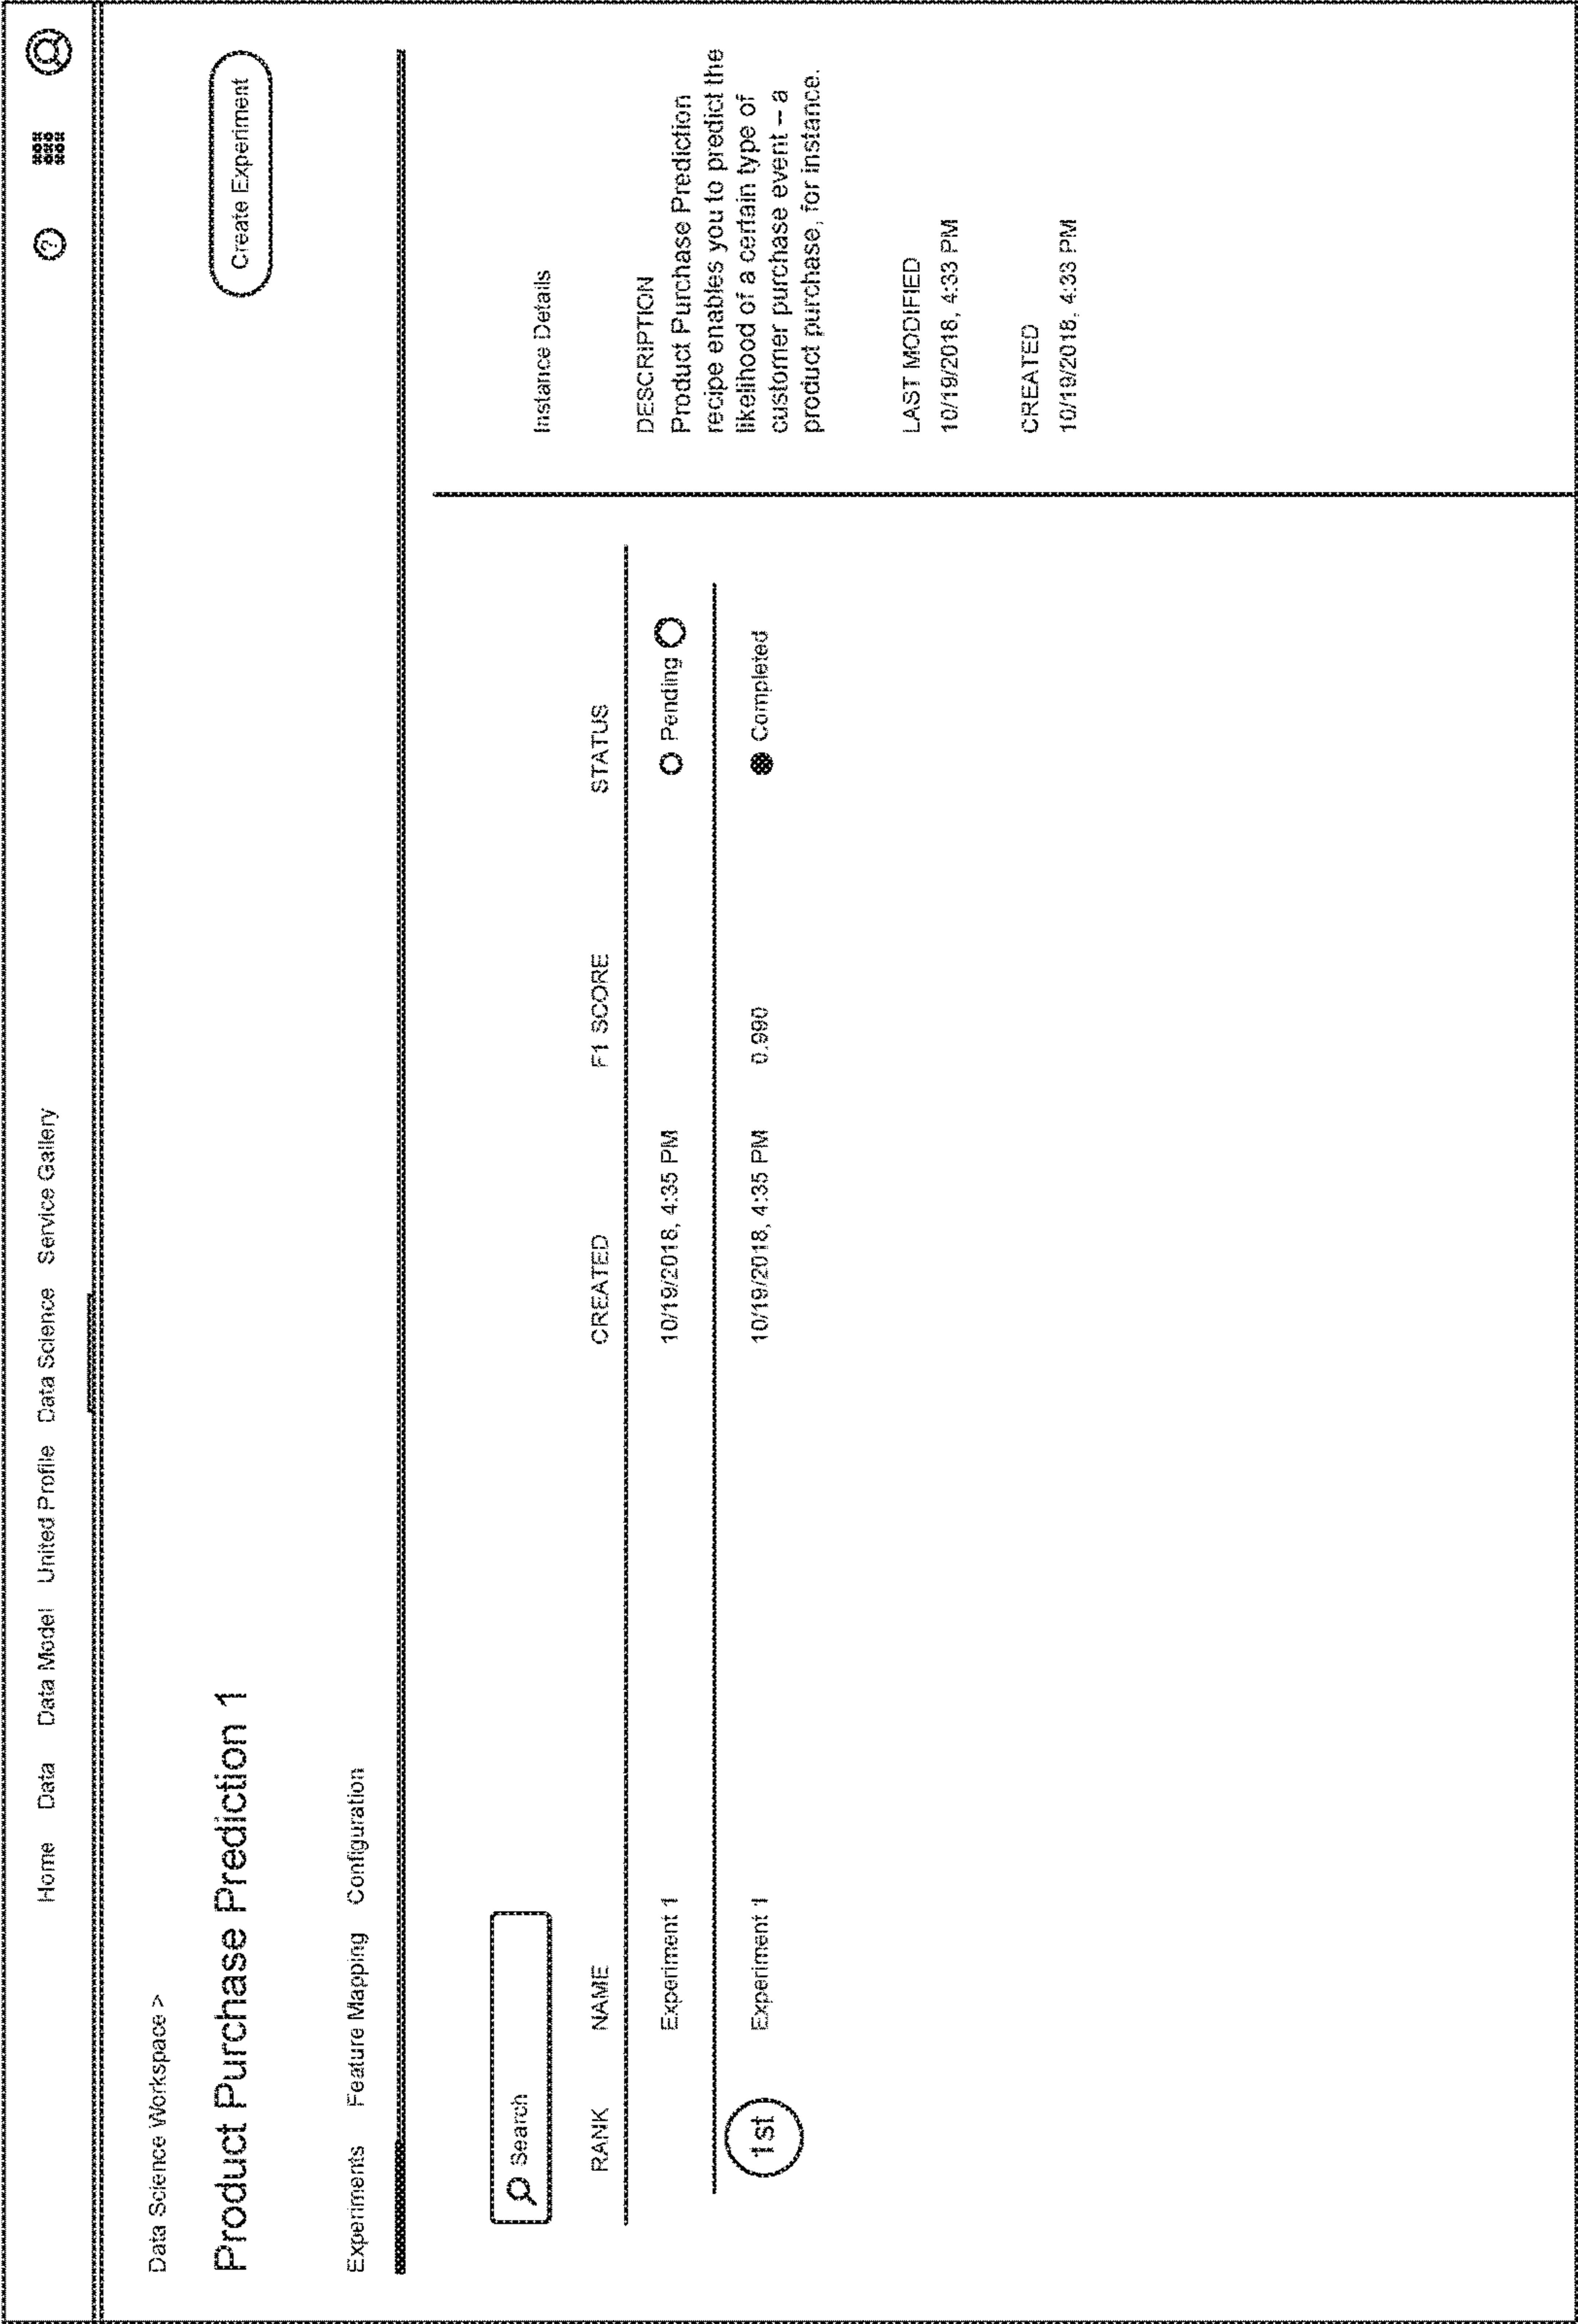 Home Data Data Model United Profile Data Science Service Gallery ?
Data Science Workspace >
Product Purchase Prediction 1
Create Experiment
Experiments Feature Mapping Configuration
Search
RANK NAME CREATED F1 SCORE STATUS
Experiment 1 10/19/2018, 4:35 PM Pending
1st Experiment 1 10/19/2018, 4:35 PM 0.990 Completed
Instance Details
DESCRIPTION
Product Purchase Prediction
recipe enables you to predict the
likelihood of a certain type of
customer purchase event – a
product purchase, for instance.
LAST MODIFIED
10/19/2018, 4:33 PM
CREATED
10/19/2018, 4:33 PM